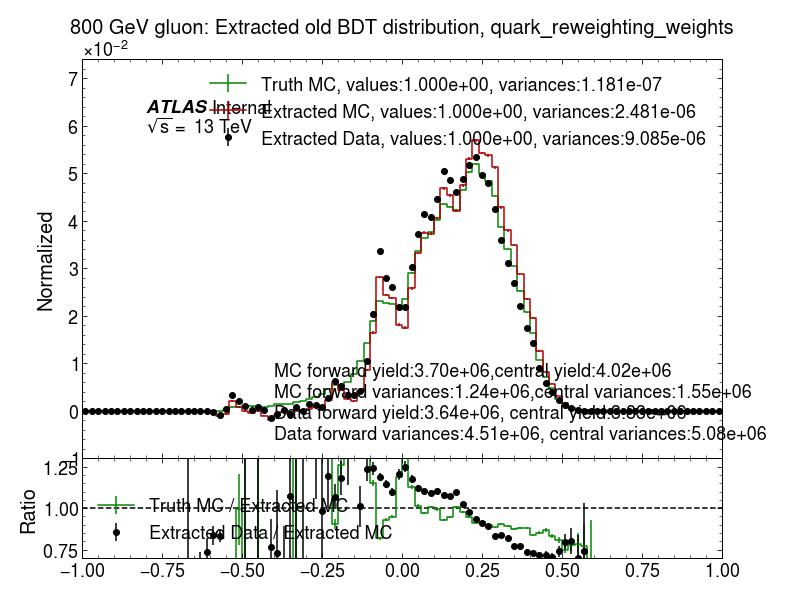 800 GeV gluon: Extracted old BDT distribution, quark_reweighting_weights
×10⁻²
Truth MC, values:1.000e+00, variances:1.181e-07
Extracted MC, values:1.000e+00, variances:2.481e-06
Extracted Data, values:1.000e+00, variances:9.085e-06
ATLAS Internal
√s = 13 TeV
Normalized
7
6
5
4
3
2
1
0
MC forward yield:3.70e+06,central yield:4.02e+06
MC forward variances:1.24e+06,central variances:1.55e+06
Data forward yield:3.64e+06, central yield:
Data forward variances:4.51e+06, central variances:5.08e+06
Ratio
1.25
1.00
0.75
Truth MC / Extracted MC
Extracted Data / Extracted MC
−1.00 −0.75 −0.50 −0.25 0.00 0.25 0.50 0.75 1.00